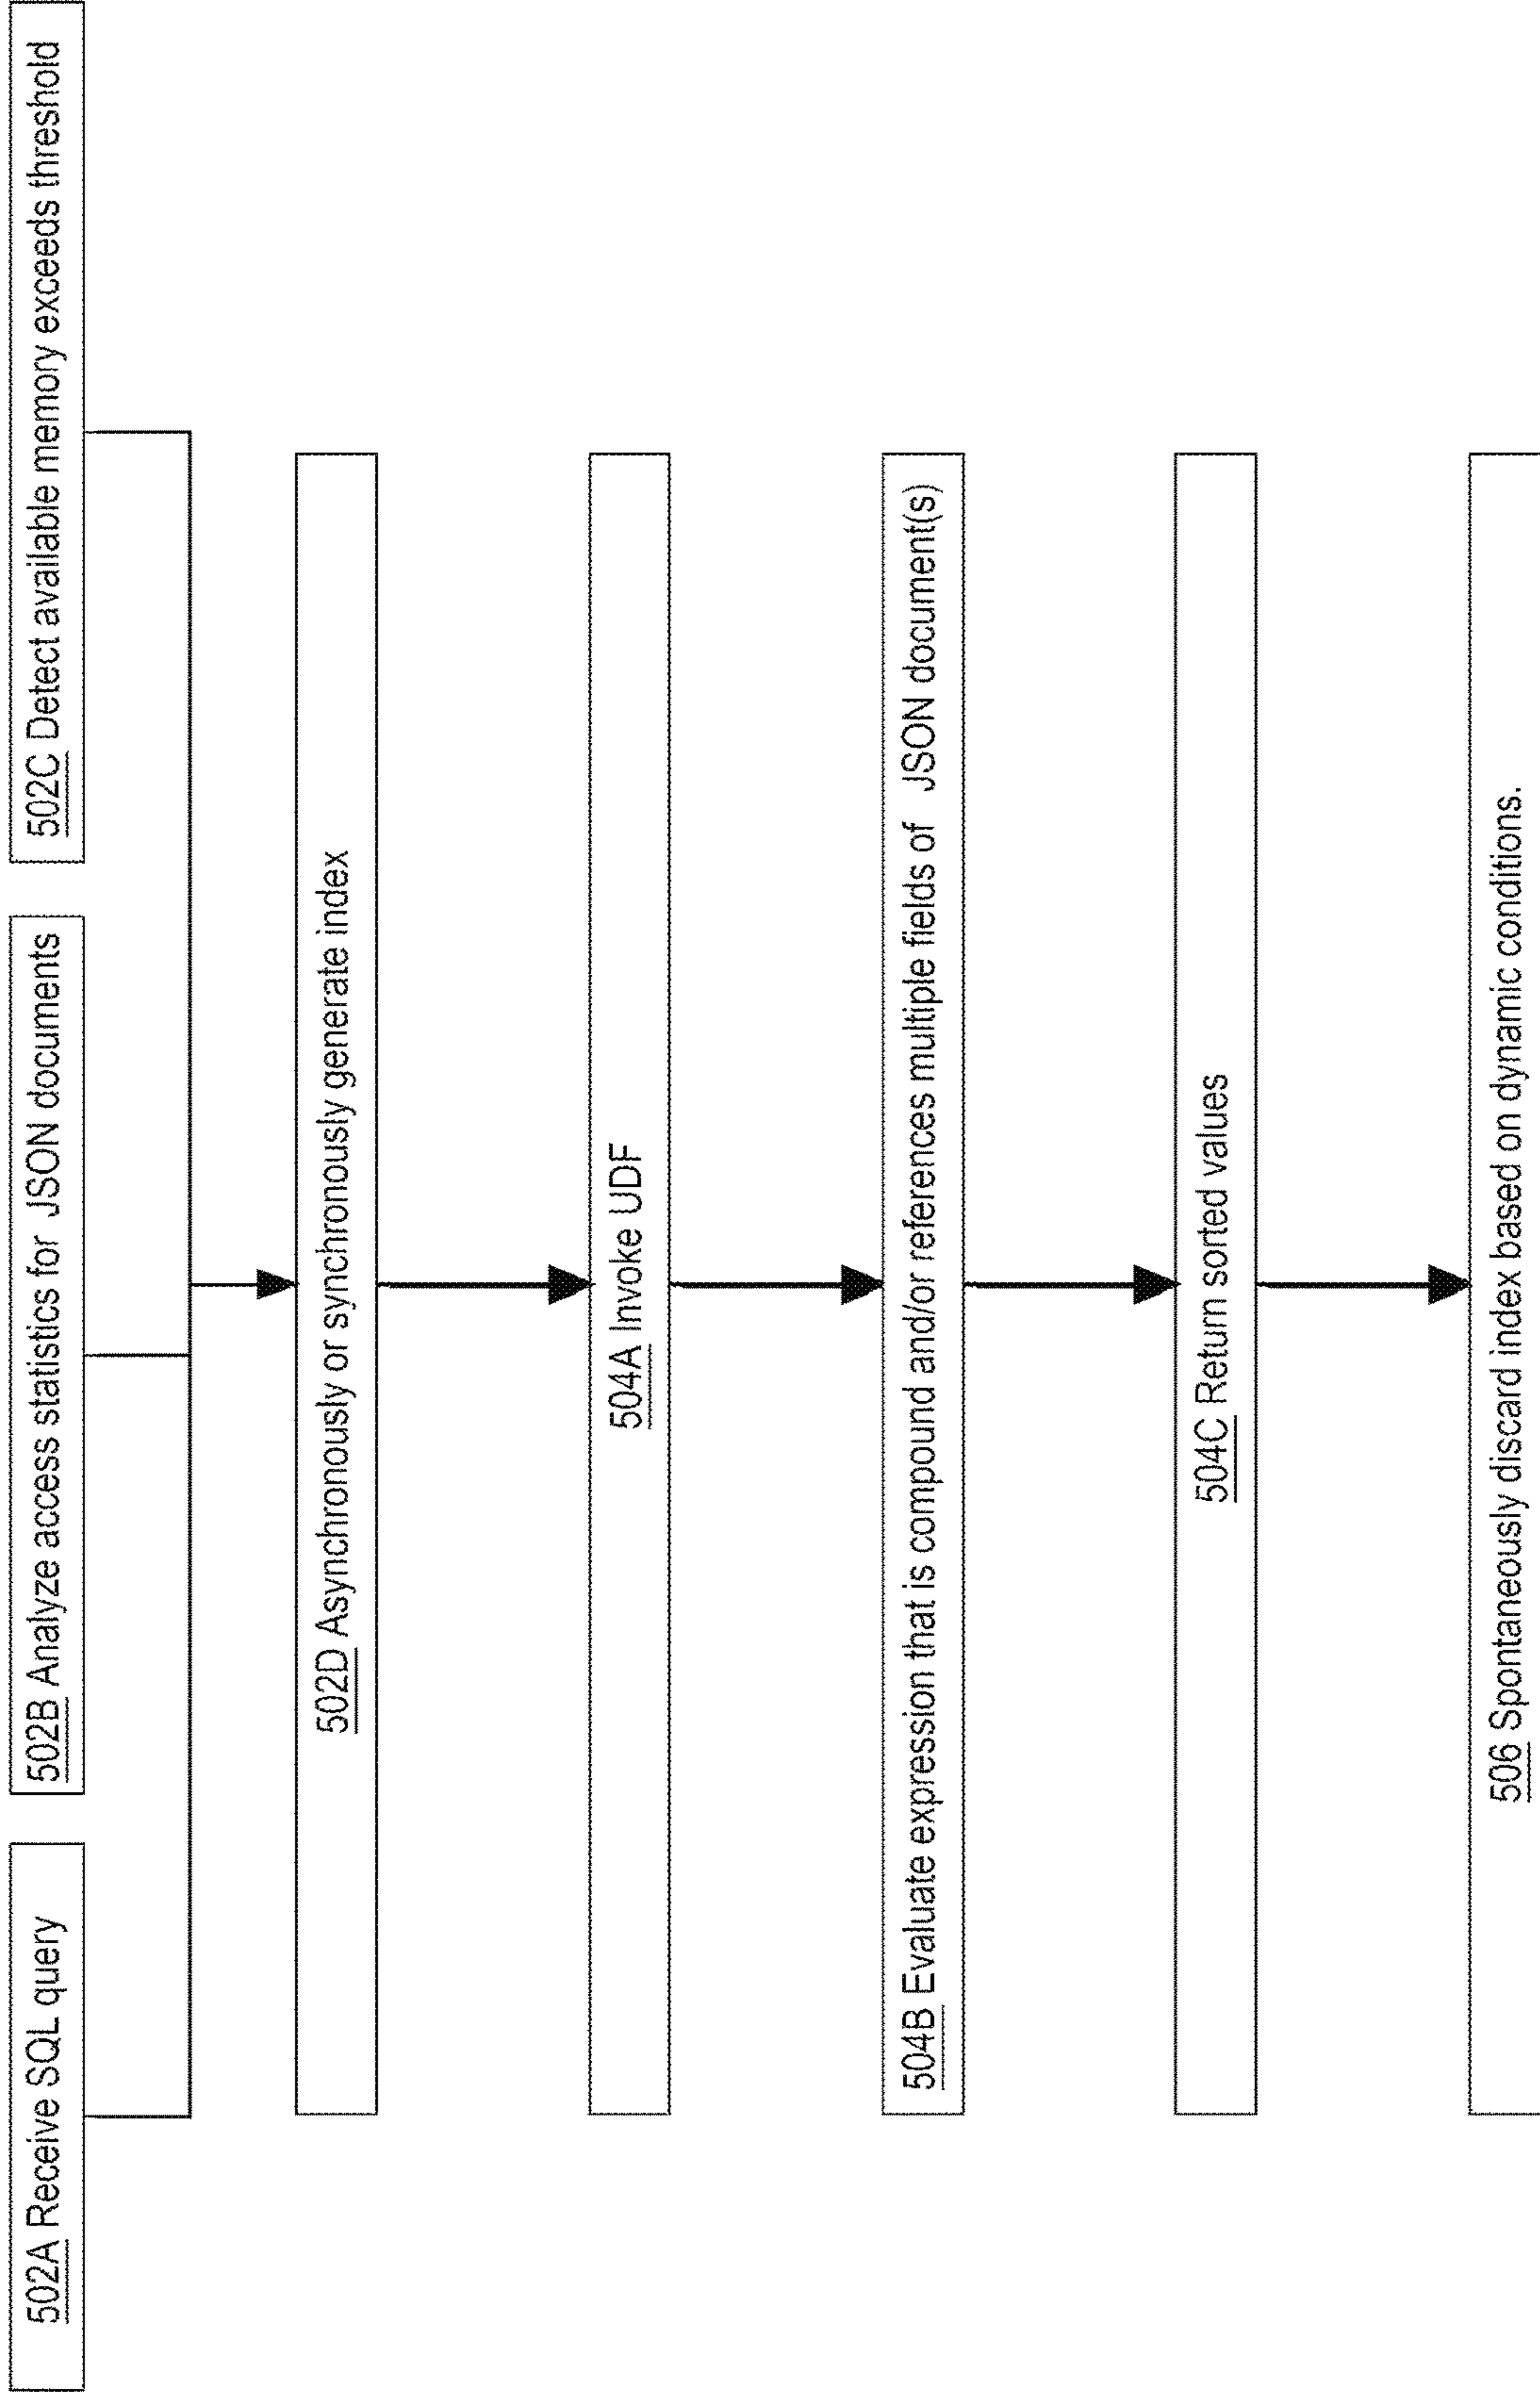 502A Receive SQL query
502B Analyze access statistics for JSON documents
502C Detect available memory exceeds threshold
502D Asynchronously or synchronously generate index
504A Invoke UDF
504B Evaluate expression that is compound and/or references multiple fields of JSON document(s)
504C Return sorted values
506 Spontaneously discard index based on dynamic conditions.